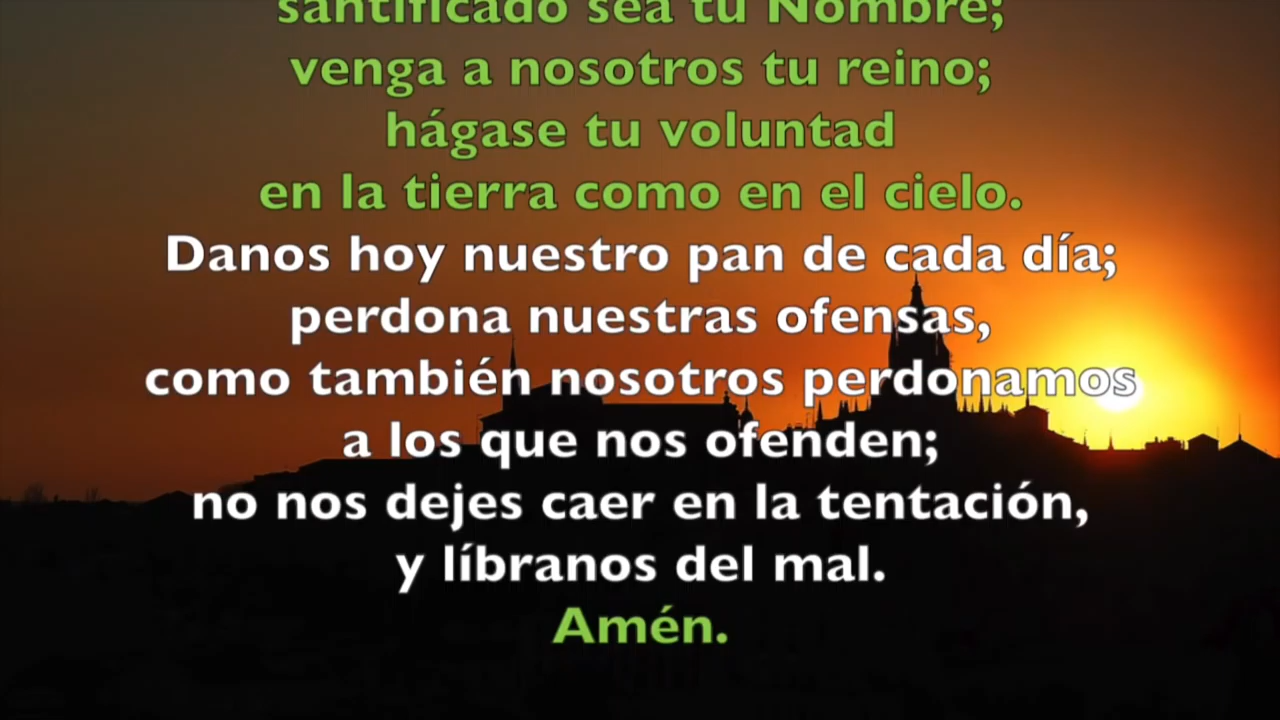 santificado sea tu Nombre;
venga a nosotros tu reino;
hágase tu voluntad
en la tierra como en el cielo.
Danos hoy nuestro pan de cada día;
perdona nuestras ofensas,
como también nosotros perdonamos
a los que nos ofenden;
no nos dejes caer en la tentación,
y líbranos del mal.
Amén.